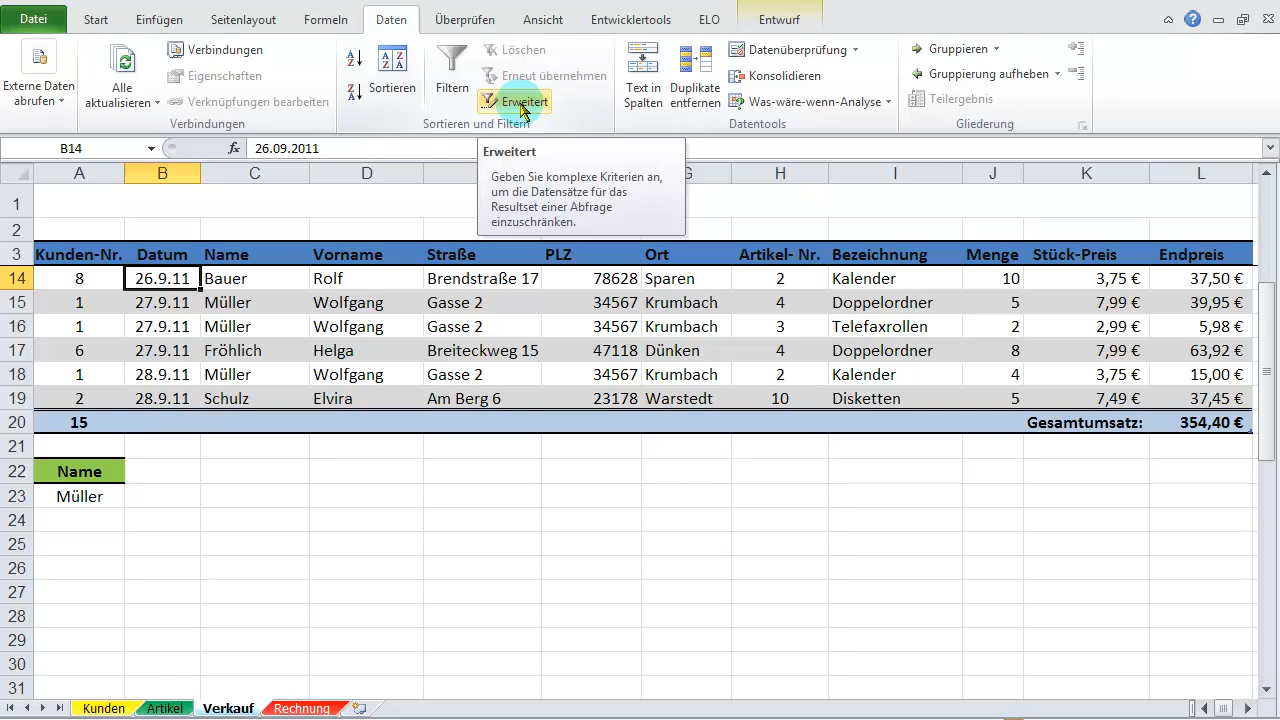 Datei Start Einfügen Seitenlayout Formeln Daten Überprüfen Ansicht Entwicklertools ELO Entwurf
Externe Daten abrufen
Alle aktualisieren
Verbindungen
Eigenschaften
Verknüpfungen bearbeiten
Verbindungen
A Z
Z A
A Z Z A
Sortieren
Filtern
Löschen
Erneut übernehmen
Erweitert
Sortieren und Filtern
Text in Spalten
Duplikate entfernen
Datenüberprüfung
Konsolidieren
Was-wäre-wenn-Analyse
Datentools
Gruppieren
Gruppierung aufheben
Teilergebnis
Gliederung
B14 fx 26.09.2011
Erweitert
Geben Sie komplexe Kriterien an,
um die Datensätze für das
Resultset einer Abfrage
einzuschränken.
A B C D G H I J K L
1
2
3 Kunden-Nr. Datum Name Vorname Straße PLZ Ort Artikel- Nr. Bezeichnung Menge Stück-Preis Endpreis
14 8 26.9.11 Bauer Rolf Brendstraße 17 78628 Sparen 2 Kalender 10 3,75 € 37,50 €
15 1 27.9.11 Müller Wolfgang Gasse 2 34567 Krumbach 4 Doppelordner 5 7,99 € 39,95 €
16 1 27.9.11 Müller Wolfgang Gasse 2 34567 Krumbach 3 Telefaxrollen 2 2,99 € 5,98 €
17 6 27.9.11 Fröhlich Helga Breiteckweg 15 47118 Dünken 4 Doppelordner 8 7,99 € 63,92 €
18 1 28.9.11 Müller Wolfgang Gasse 2 34567 Krumbach 2 Kalender 4 3,75 € 15,00 €
19 2 28.9.11 Schulz Elvira Am Berg 6 23178 Warstedt 10 Disketten 5 7,49 € 37,45 €
20 15 Gesamtumsatz: 354,40 €
21
22 Name
23 Müller
24
25
26
27
28
29
30
31
Kunden Artikel Verkauf Rechnung